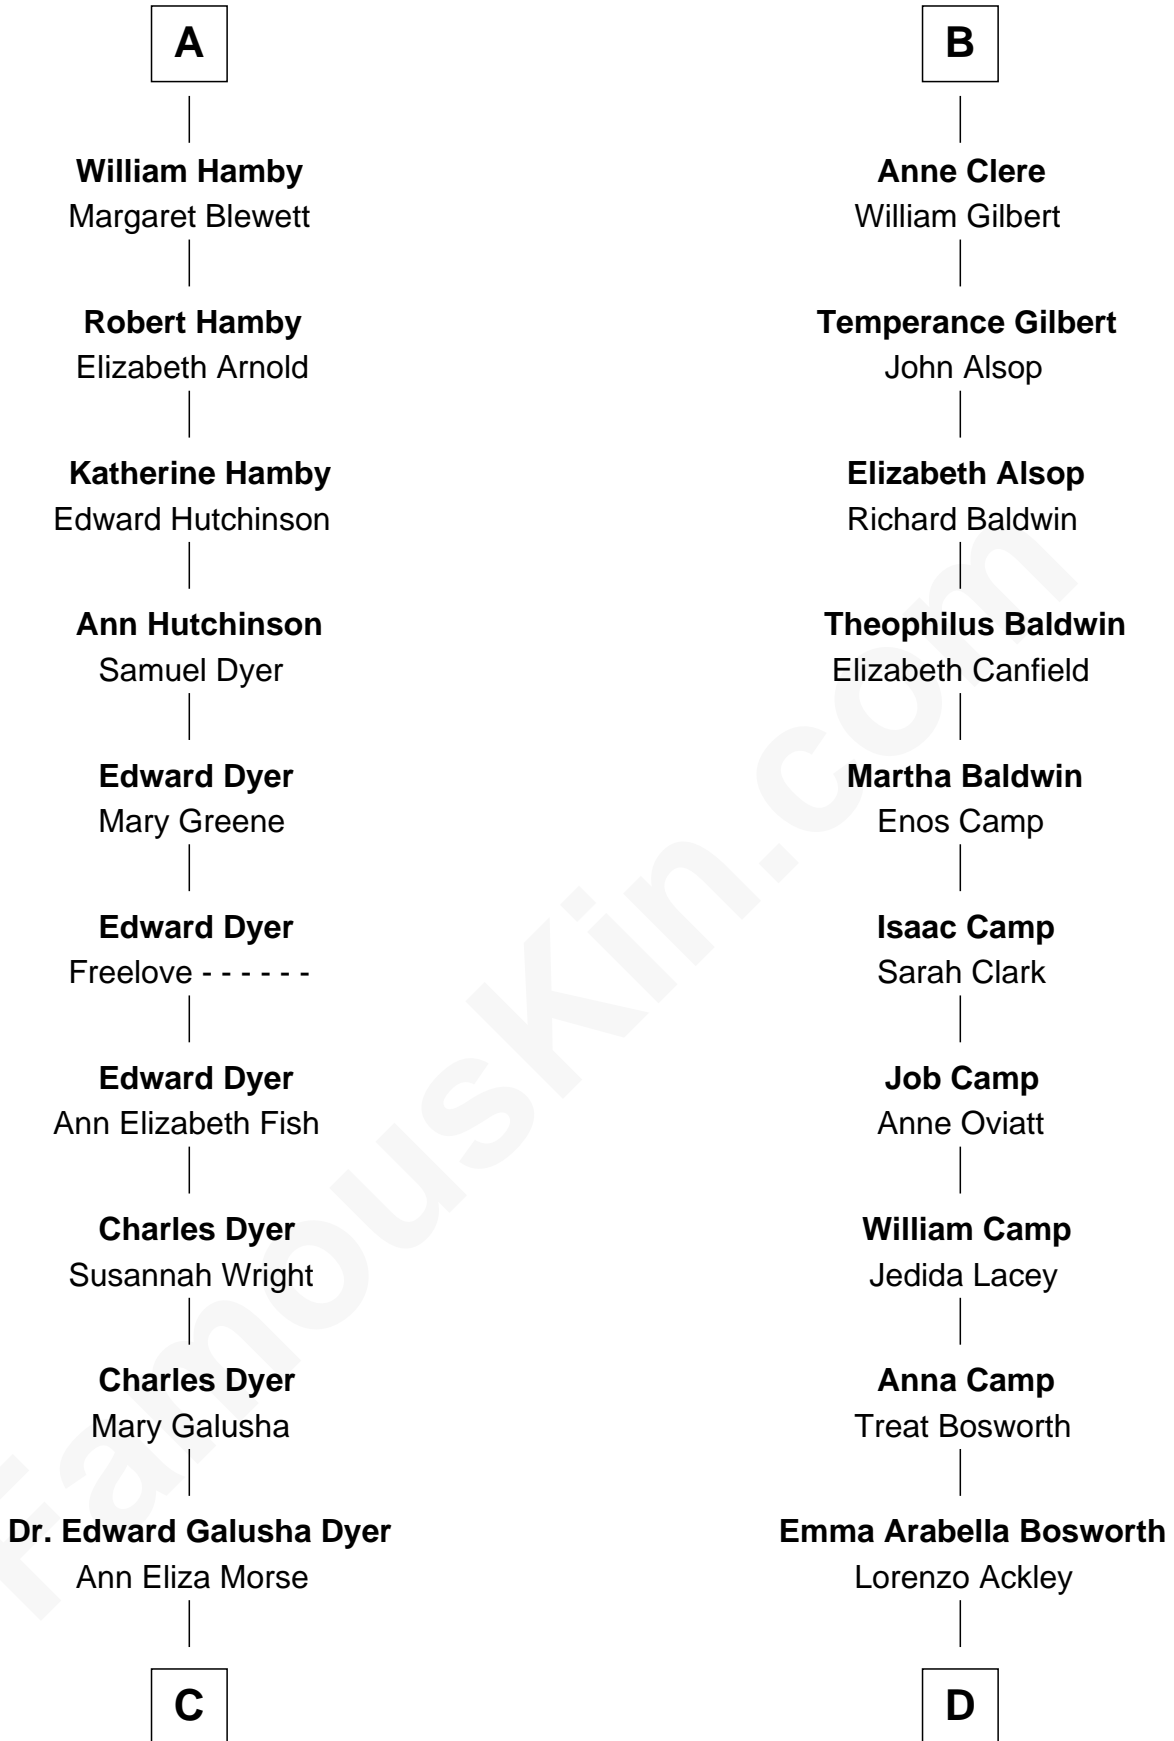 A
William Hamby
Margaret Blewett
Robert Hamby
Elizabeth Arnold
Katherine Hamby
Edward Hutchinson
Ann Hutchinson
Samuel Dyer
Edward Dyer
Mary Greene
Edward Dyer
Freelove - - - - - -
Edward Dyer
Ann Elizabeth Fish
Charles Dyer
Susannah Wright
Charles Dyer
Mary Galusha
Dr. Edward Galusha Dyer
Ann Eliza Morse
C
B
Anne Clere
William Gilbert
Temperance Gilbert
John Alsop
Elizabeth Alsop
Richard Baldwin
Theophilus Baldwin
Elizabeth Canfield
Martha Baldwin
Enos Camp
Isaac Camp
Sarah Clark
Job Camp
Anne Oviatt
William Camp
Jedida Lacey
Anna Camp
Treat Bosworth
Emma Arabella Bosworth
Lorenzo Ackley
D
FamousKin.com